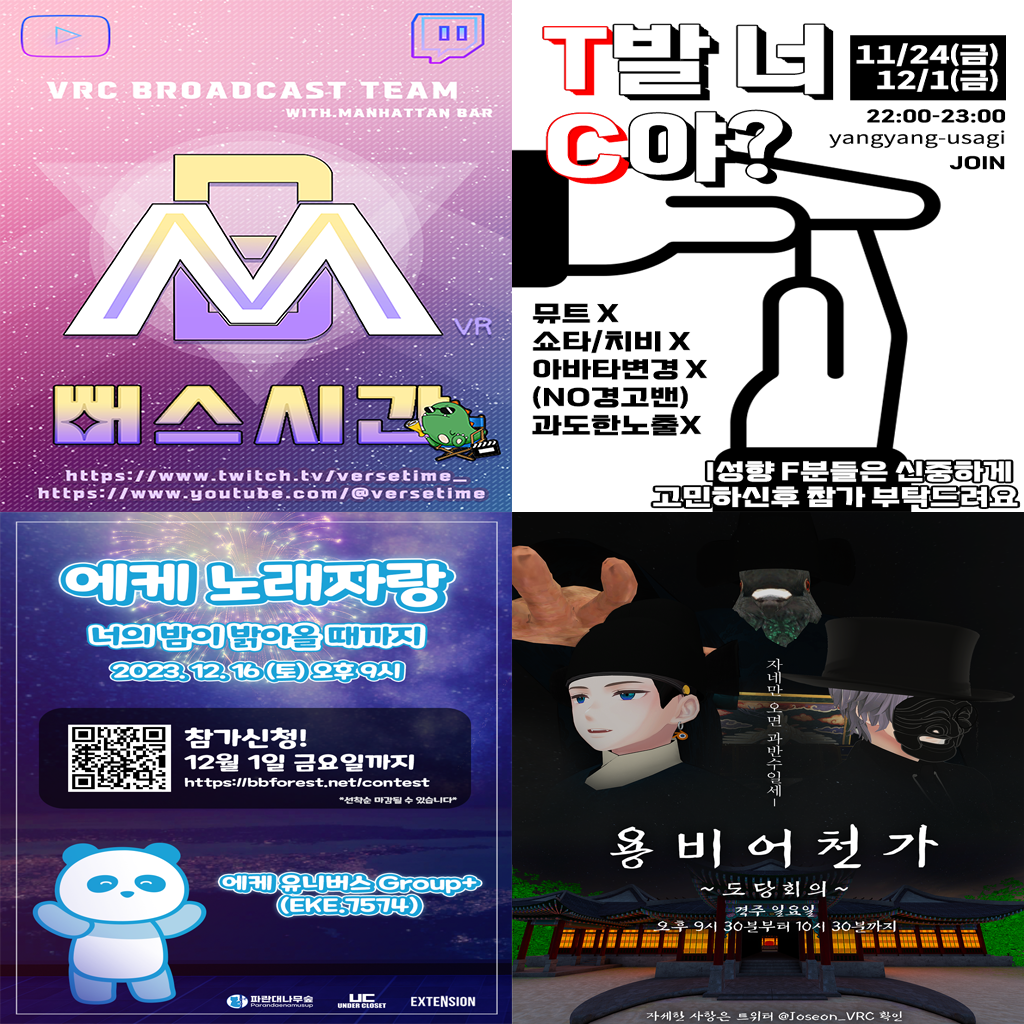 VRC BROADCAST TEAM
WITH.MANHATTAN BAR
VR
뻐스시간
https://www.twitch.tv/versetime_
https://www.youtube.com/@versetime
T발 너
C야?
11/24(금)
12/1(금)
22:00-23:00
yangyang-usagi
JOIN
뮤트 X
쇼타/치비 X
아바타변경 X
(NO경고밴)
과도한노출X
I성향 F분들은 신중하게
고민하신후 참가 부탁드려요
에케 노래자랑
너의 밤이 밝아올 때까지
2023. 12. 16 (토) 오후 9시
참가신청!
12월 1일 금요일까지
https://bbforest.net/contest
"선착순 마감될 수 있습니다"
에케 유니버스 Group+
(EKE.7574)
파란대나무숲
Parandaenamusup
UC
UNDER CLOSET
EXTENSION
자네만 오면 과반수일세-
용비어천가
~도당회의~
격주 일요일
오후 9시 30분부터 10시 30분까지
자세한 사항은 트위터 @Joseon_VRC 확인